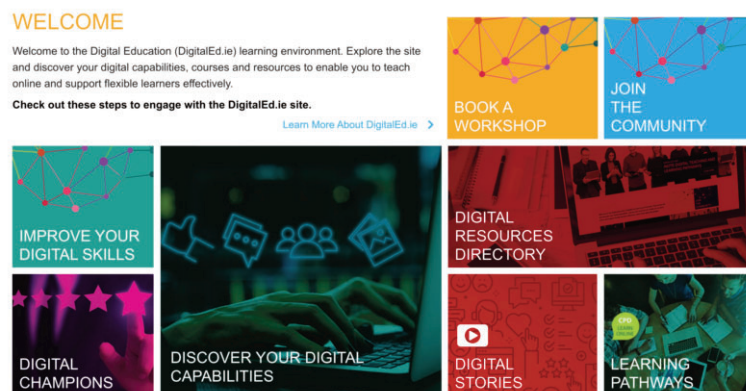 WELCOME
Welcome to the Digital Education (DigitalEd.ie) learning environment. Explore the site
and discover your digital capabilities, courses and resources to enable you to teach
online and support flexible learners effectively.
Check out these steps to engage with the DigitalEd.ie site.
Learn More About DigitalEd.ie
BOOK A
WORKSHOP
JOIN
THE
COMMUNITY
IMPROVE YOUR
DIGITAL SKILLS
DISCOVER YOUR DIGITAL
CAPABILITIES
DIGITAL
RESOURCES
DIRECTORY
DIGITAL
CHAMPIONS
DIGITAL
STORIES
CPD
LEARN
ONLINE
LEARNING
PATHWAYS